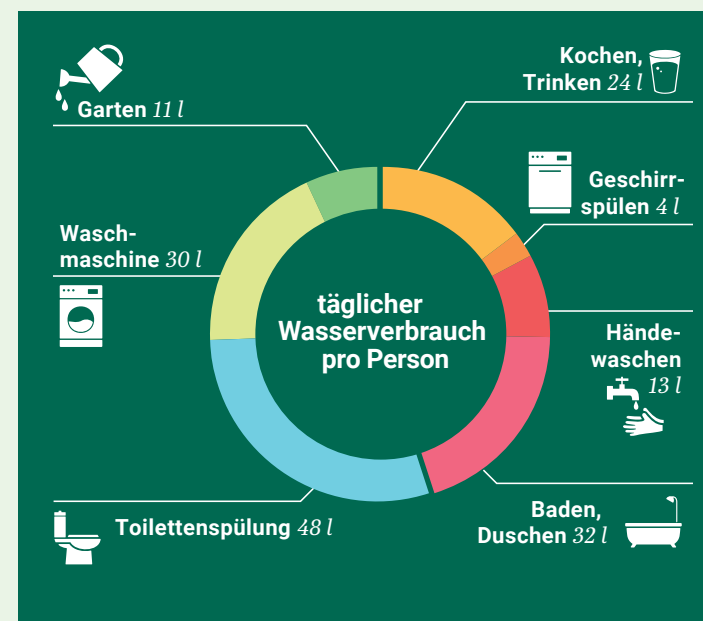 Kochen,
Trinken 24 l
Garten 11 l
Geschirr-
spülen 4 l
Wasch-
maschine 30 l
täglicher
Wasserverbrauch
pro Person
Hände-
waschen
13 l
Baden,
Duschen 32 l
Toilettenspülung 48 l